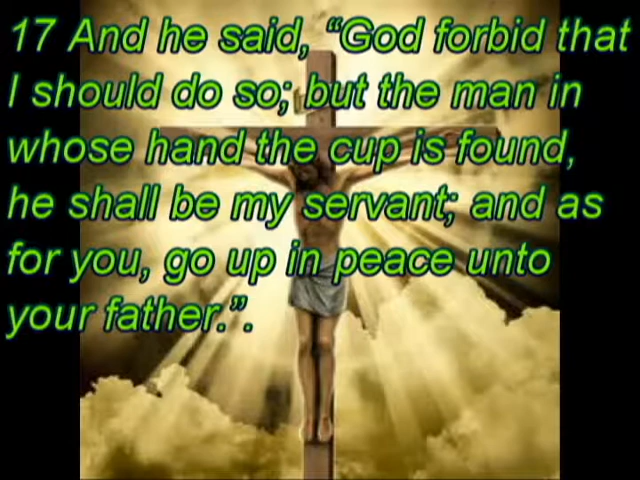 17 And he said, “God forbid that
I should do so; but the man in
whose hand the cup is found,
he shall be my servant; and as
for you, go up in peace unto
your father.”.